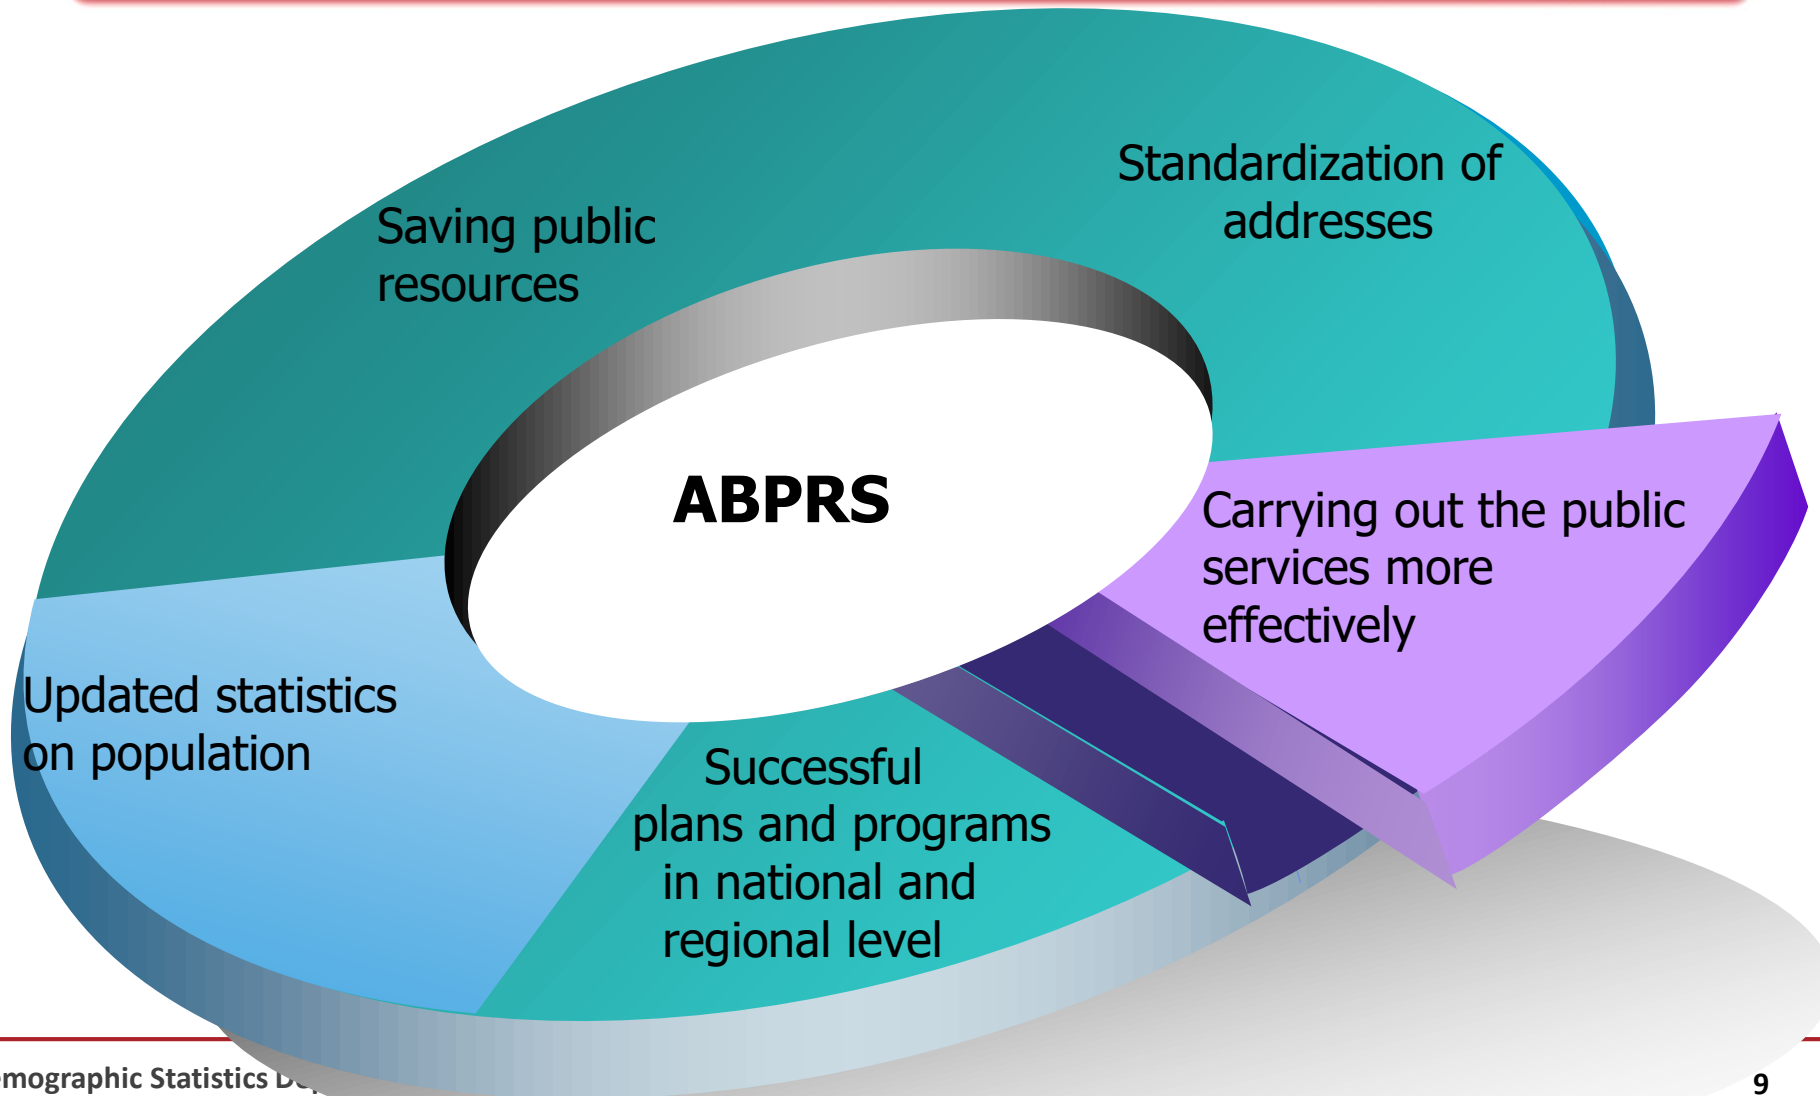 Standardization of
addresses
Saving public
resources
ABPRS
Carrying out the public
services more
effectively
Updated statistics
on population
Successful
plans and programs
in national and
regional level
Statistics
9